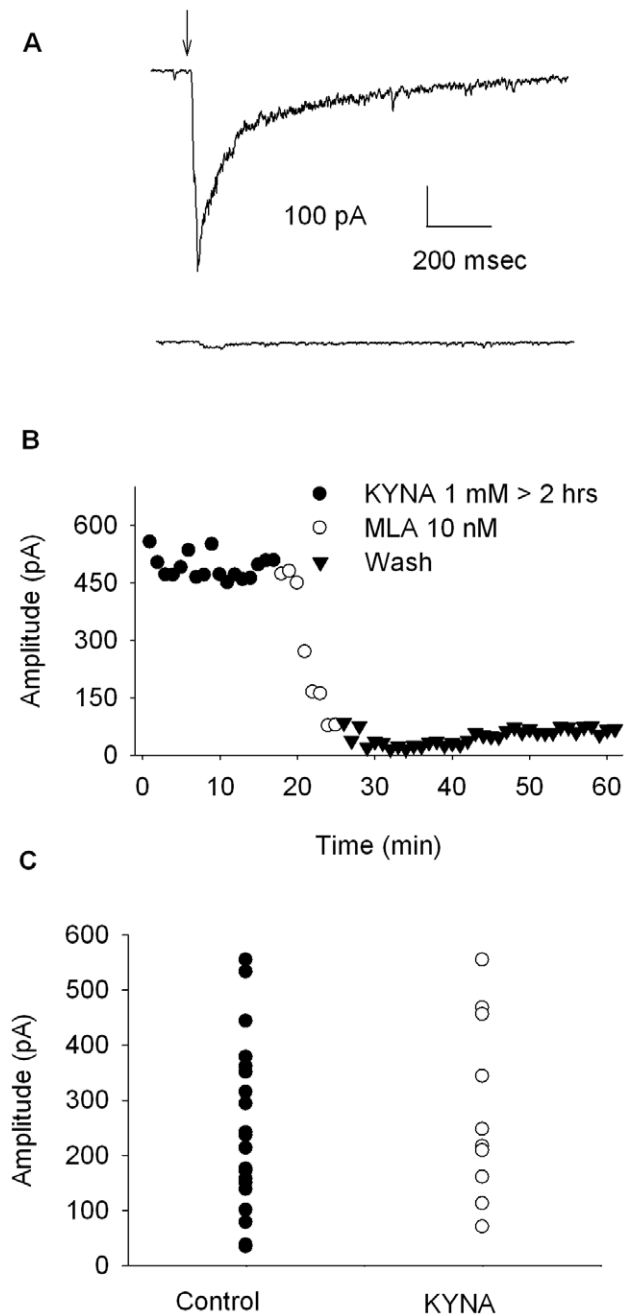 A
100 pA
200 msec
B
KYNA 1 mM > 2 hrs
MLA 10 nM
Wash
600
450
300
150
0
Amplitude (pA)
0 10 20 30 40 50 60
Time (min)
C
600
500
400
300
200
100
0
Amplitude (pA)
Control KYNA